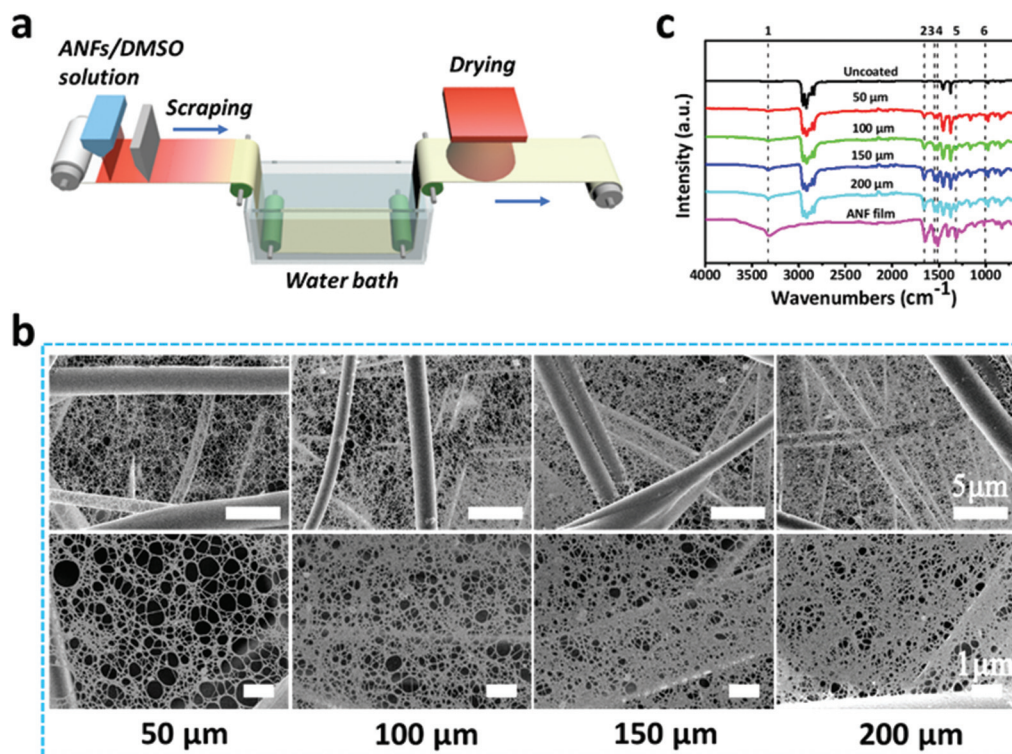 a
ANFs/DMSO
solution
Scraping
Drying
Water bath
c
1 2 3 4 5 6
Uncoated
50 μm
100 μm
150 μm
200 μm
ANF film
Intensity (a.u.)
4000 3000 2500 2000 1500 1000
Wavenumbers (cm⁻¹)
b
5μm
1μm
50 μm 100 μm 150 μm 200 μm